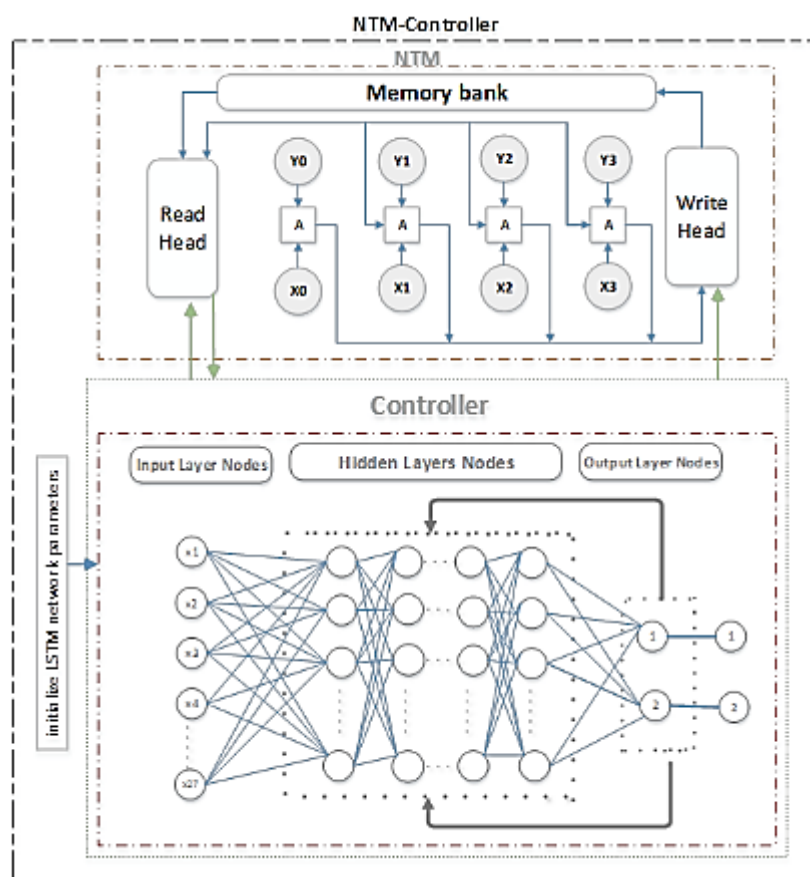 NTM-Controller
NTM
Memory bank
Y0 Y1 Y2 Y3
Read
Head
A A A A
Write
Head
X0 X1 X2 X3
Controller
Input Layer Nodes
Hidden Layers Nodes
Output Layer Nodes
initialize LSTM network parameters
x1
x2
x3
x4
x27
1 1
2 2